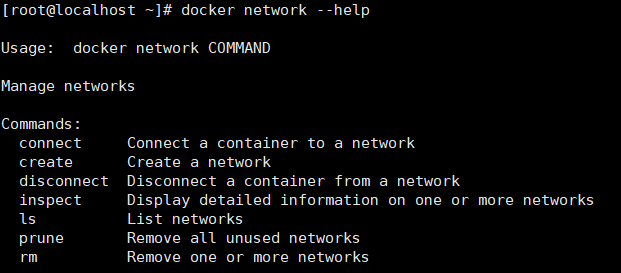 [root@localhost ~]# docker network --help
Usage:  docker network COMMAND
Manage networks
Commands:
  connect     Connect a container to a network
  create      Create a network
  disconnect  Disconnect a container from a network
  inspect     Display detailed information on one or more networks
  ls          List networks
  prune       Remove all unused networks
  rm          Remove one or more networks